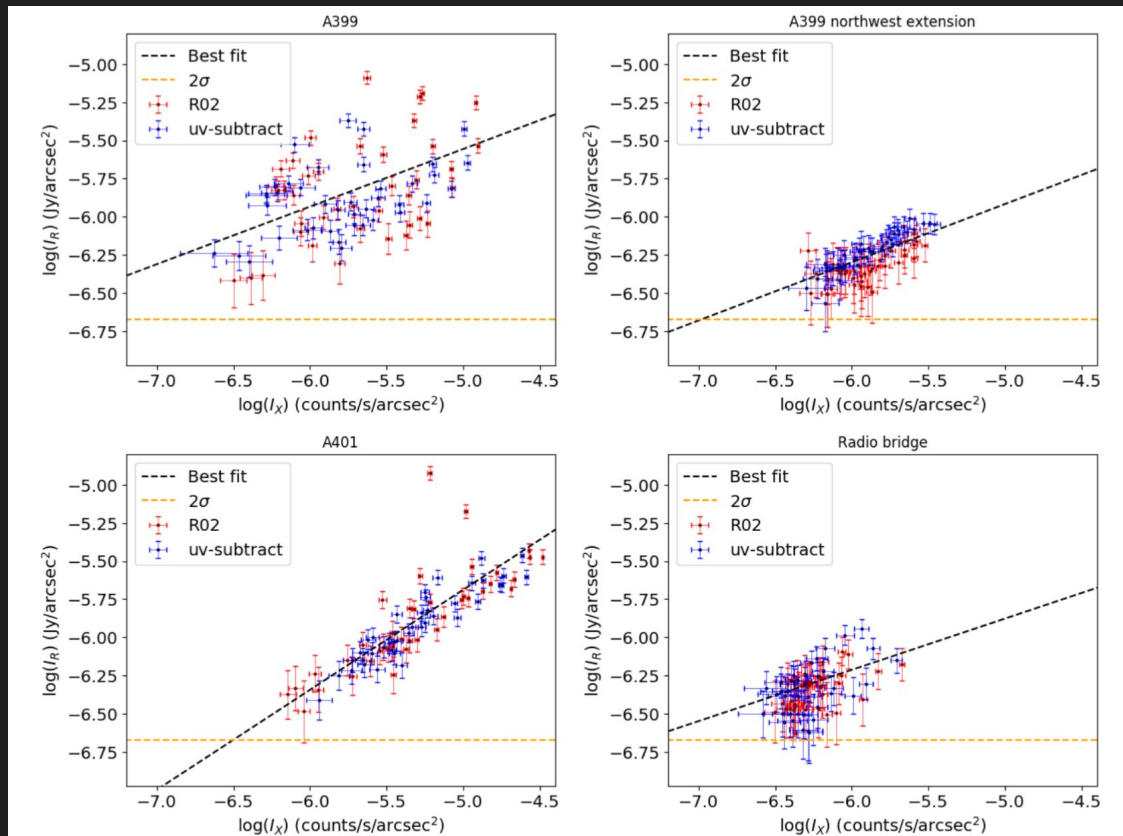 A399
Best fit
2σ
R02
uv-subtract
−5.00
−5.25
−5.50
−5.75
−6.00
−6.25
−6.50
−6.75
log(I_R) (Jy/arcsec²)
−7.0 −6.5 −6.0 −5.5 −5.0 −4.5
log(I_X) (counts/s/arcsec²)
A399 northwest extension
Best fit
2σ
R02
uv-subtract
−5.00
−5.25
−5.50
−5.75
−6.00
−6.25
−6.50
−6.75
log(I_R) (Jy/arcsec²)
−7.0 −6.5 −6.0 −5.5 −5.0 −4.5
log(I_X) (counts/s/arcsec²)
A401
Best fit
2σ
R02
uv-subtract
−5.00
−5.25
−5.50
−5.75
−6.00
−6.25
−6.50
−6.75
log(I_R) (Jy/arcsec²)
−7.0 −6.5 −6.0 −5.5 −5.0 −4.5
log(I_X) (counts/s/arcsec²)
Radio bridge
Best fit
2σ
R02
uv-subtract
−5.00
−5.25
−5.50
−5.75
−6.00
−6.25
−6.50
−6.75
log(I_R) (Jy/arcsec²)
−7.0 −6.5 −6.0 −5.5 −5.0 −4.5
log(I_X) (counts/s/arcsec²)